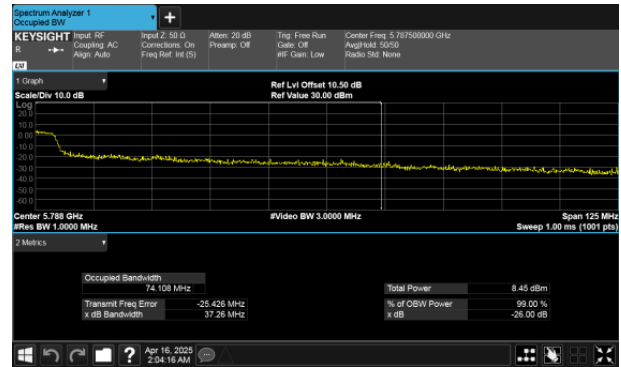 Spectrum Analyzer 1
Occupied BW
KEYSIGHT
R
Input: RF
Coupling: AC
Align: Auto
Input Z: 50 Ω
Corrections: On
Freq Ref: Int (S)
Atten: 20 dB
Preamp: Off
Trig: Free Run
Gate: Off
#IF Gain: Low
Center Freq: 5.787500000 GHz
Avg|Hold: 50/50
Radio Std: None
LXI
1 Graph
Scale/Div 10.0 dB
Ref Lvl Offset 10.50 dB
Ref Value 30.00 dBm
Log
20.0
10.0
0.00
-10.0
-20.0
-30.0
-40.0
-50.0
-60.0
Center 5.788 GHz
#Res BW 1.0000 MHz
#Video BW 3.0000 MHz
Span 125 MHz
Sweep 1.00 ms (1001 pts)
2 Metrics
Occupied Bandwidth
74.108 MHz
Total Power 8.45 dBm
Transmit Freq Error -25.426 MHz
% of OBW Power 99.00 %
x dB Bandwidth 37.26 MHz
x dB -26.00 dB
?
Apr 16, 2025
2:04:16 AM